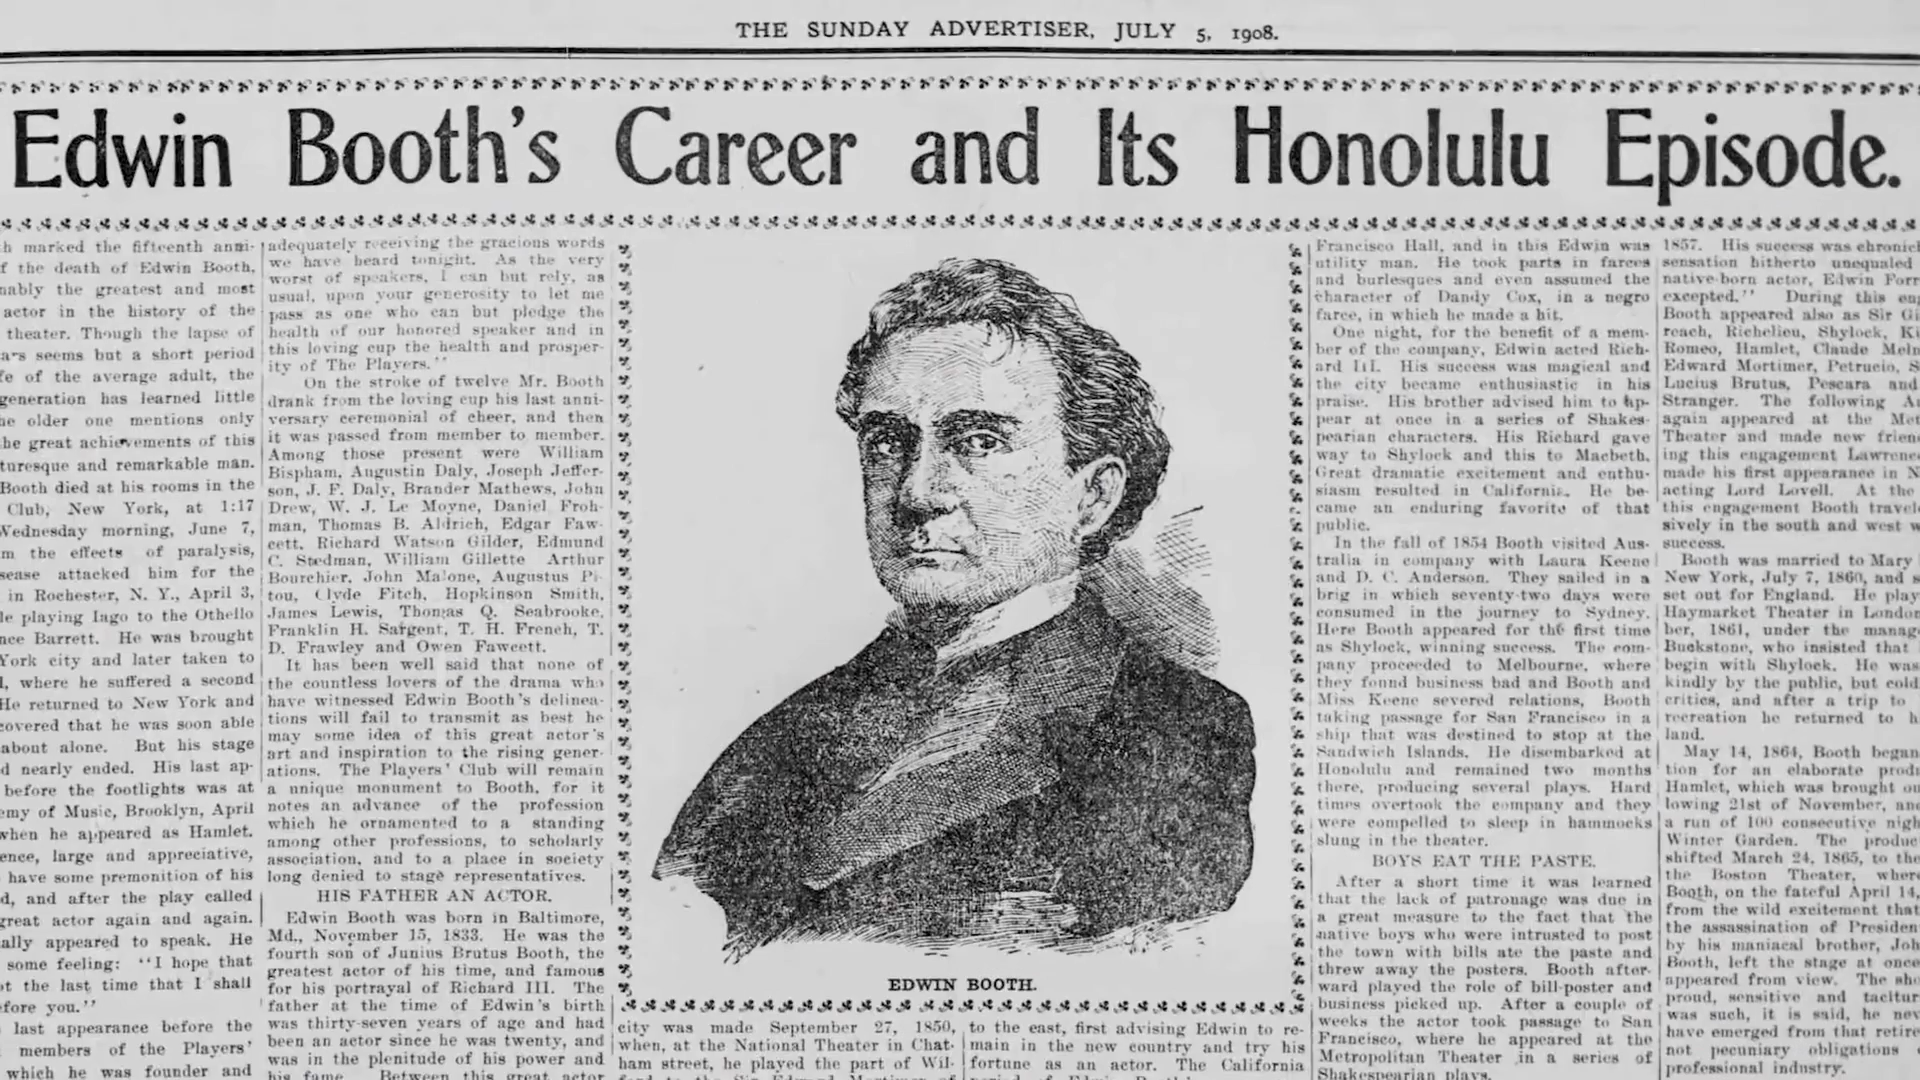 THE SUNDAY ADVERTISER, JULY 5, 1908.
Edwin Booth's Career and Its Honolulu Episode.
h marked the fifteenth anni-
f the death of Edwin Booth,
nably the greatest and most
actor in the history of the
theater. Though the lapse of
ars seems but a short period
fe of the average adult, the
generation has learned little
he older one mentions only
he great achievements of this
turesque and remarkable man.
Booth died at his rooms in the
Club, New York, at 1:17
Wednesday morning, June 7,
m the effects of paralysis,
sease attacked him for the
in Rochester, N. Y., April 3,
le playing Iago to the Othello
nce Barrett. He was brought
York city and later taken to
l, where he suffered a second
He returned to New York and
covered that he was soon able
about alone. But his stage
d nearly ended. His last ap-
before the footlights was at
emy of Music, Brooklyn, April
when he appeared as Hamlet.
ence, large and appreciative,
have some premonition of his
d, and after the play called
great actor again and again.
ally appeared to speak. He
some feeling: "I hope that
ot the last time that I shall
efore you."
last appearance before the
members of the Players'
which he was founder and
adequately receiving the gracious words
we have heard tonight. As the very
worst of speakers, I can but rely, as
usual, upon your generosity to let me
pass as one who can but pledge the
health of our honored speaker and in
this loving cup the health and prosper-
ity of The Players."
On the stroke of twelve Mr. Booth
drank from the loving cup his last anni-
versary ceremonial of cheer, and then
it was passed from member to member.
Among those present were William
Bispham, Augustin Daly, Joseph Jeffer-
son, J. F. Daly, Brander Mathews, John
Drew, W. J. Le Moyne, Daniel Froh-
man, Thomas B. Aldrich, Edgar Faw-
cett, Richard Watson Gilder, Edmund
C. Stedman, William Gillette Arthur
Bourchier, John Malone, Augustus Pi-
tou, Clyde Fitch, Hopkinson Smith,
James Lewis, Thomas Q. Seabrooke,
Franklin H. Sargent, T. H. French, T.
D. Frawley and Owen Fawcett.
It has been well said that none of
the countless lovers of the drama who
have witnessed Edwin Booth's delinea-
tions will fail to transmit as best he
may some idea of this great actor's
art and inspiration to the rising gener-
ations. The Players' Club will remain
a unique monument to Booth, for it
notes an advance of the profession
which he ornamented to a standing
among other professions, to scholarly
association, and to a place in society
long denied to stage representatives.
HIS FATHER AN ACTOR.
Edwin Booth was born in Baltimore,
Md., November 15, 1833. He was the
fourth son of Junius Brutus Booth, the
greatest actor of his time, and famous
for his portrayal of Richard III. The
father at the time of Edwin's birth
was thirty-seven years of age and had
been an actor since he was twenty, and
was in the plenitude of his power and
his fame. Between this great actor
EDWIN BOOTH.
city was made September 27, 1850,
when, at the National Theater in Chat-
ham street, he played the part of Wil-
to the east, first advising Edwin to re-
main in the new country and try his
fortune as an actor. The California
Francisco Hall, and in this Edwin was
utility man. He took parts in farces
and burlesques and even assumed the
character of Dandy Cox, in a negro
farce, in which he made a hit.
One night, for the benefit of a mem-
ber of the company, Edwin acted Rich-
ard III. His success was magical and
the city became enthusiastic in his
praise. His brother advised him to ap-
pear at once in a series of Shakes-
pearian characters. His Richard gave
way to Shylock and this to Macbeth.
Great dramatic excitement and enthu-
siasm resulted in California. He be-
came an enduring favorite of that
public.
In the fall of 1854 Booth visited Aus-
tralia in company with Laura Keene
and D. C. Anderson. They sailed in a
brig in which seventy-two days were
consumed in the journey to Sydney.
Here Booth appeared for the first time
as Shylock, winning success. The com-
pany proceeded to Melbourne, where
they found business bad and Booth and
Miss Keene severed relations, Booth
taking passage for San Francisco in a
ship that was destined to stop at the
Sandwich Islands. He disembarked at
Honolulu and remained two months
there, producing several plays. Hard
times overtook the company and they
were compelled to sleep in hammocks
slung in the theater.
BOYS EAT THE PASTE.
After a short time it was learned
that the lack of patronage was due in
a great measure to the fact that the
native boys who were intrusted to post
the town with bills ate the paste and
threw away the posters. Booth after-
ward played the role of bill-poster and
business picked up. After a couple of
weeks the actor took passage to San
Francisco, where he appeared at the
Metropolitan Theater in a series of
Shakespearian plays.
1857. His success was chronicl
sensation hitherto unequaled
native-born actor, Edwin Forr
excepted." During this eng
Booth appeared also as Sir Gi
reach, Richelieu, Shylock, Ki
Romeo, Hamlet, Claude Meln
Edward Mortimer, Petrucio, S
Lucius Brutus, Pescara and
Stranger. The following Au
again appeared at the Met
Theater and made new friend
ing this engagement Lawrence
made his first appearance in N
acting Lord Lovell. At the
this engagement Booth travele
sively in the south and west w
success.
Booth was married to Mary
New York, July 7, 1860, and s
set out for England. He play
Haymarket Theater in London
ber, 1861, under the manag
Buckstone, who insisted that
begin with Shylock. He was
kindly by the public, but cold
critics, and after a trip to
recreation he returned to h
land.
May 14, 1864, Booth began
tion for an elaborate produ
Hamlet, which was brought ou
lowing 21st of November, and
a run of 100 consecutive nigh
Winter Garden. The produc
shifted March 24, 1865, to the
the Boston Theater, where
Booth, on the fateful April 14,
from the wild excitement that
the assassination of Presiden
by his maniacal brother, Joh
Booth, left the stage at once
appeared from view. The sho
proud, sensitive and tacitur
was such, it is said, he nev
have emerged from that retire
not pecuniary obligations
professional industry.